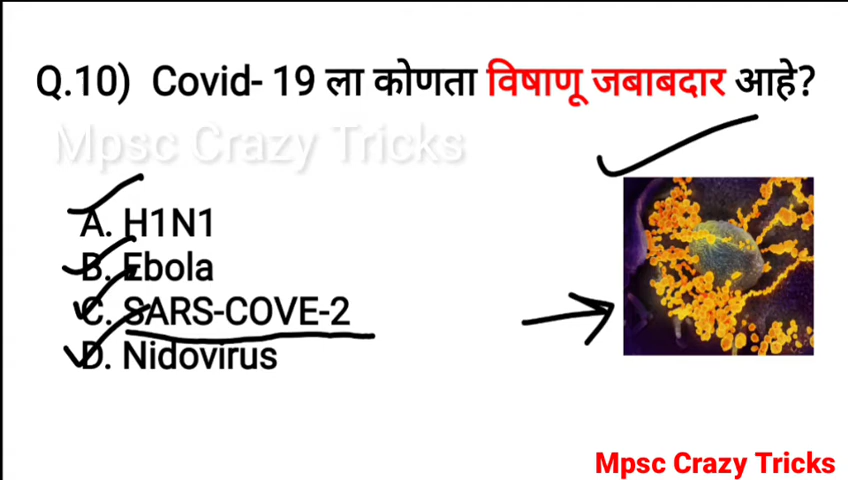 Q.10) Covid- 19 ला कोणता विषाणू जबाबदार आहे?
Mpsc Crazy Tricks
A. H1N1
B. Ebola
C. SARS-COVE-2
D. Nidovirus
Mpsc Crazy Tricks